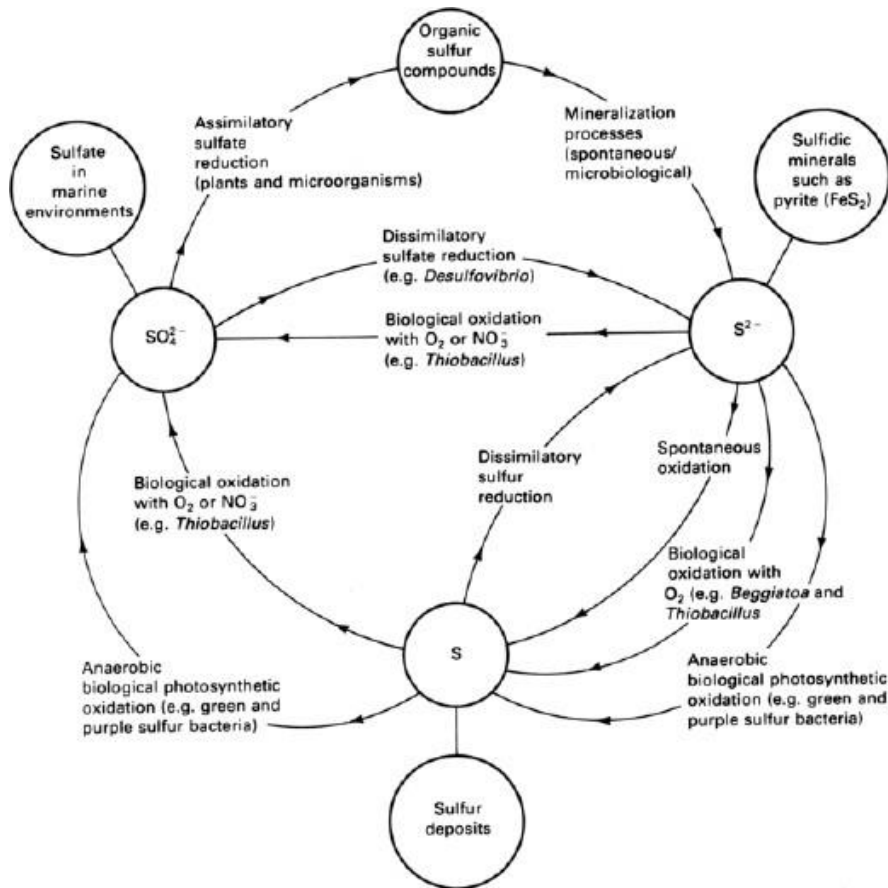 Organic
sulfur
compounds
Assimilatory
sulfate
reduction
(plants and microorganisms)
Mineralization
processes
(spontaneous/
microbiological)
Sulfate
in
marine
environments
Sulfidic
minerals
such as
pyrite (FeS₂)
Dissimilatory
sulfate reduction
(e.g. Desulfovibrio)
SO₄²⁻
Biological oxidation
with O₂ or NO₃⁻
(e.g. Thiobacillus)
S²⁻
Biological oxidation
with O₂ or NO₃⁻
(e.g. Thiobacillus)
Dissimilatory
sulfur
reduction
Spontaneous
oxidation
Biological
oxidation with
O₂ (e.g. Beggiatoa and
Thiobacillus
S
Anaerobic
biological photosynthetic
oxidation (e.g. green and
purple sulfur bacteria)
Anaerobic
biological photosynthetic
oxidation (e.g. green and
purple sulfur bacteria)
Sulfur
deposits